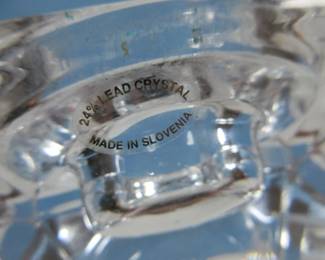 24% LEAD CRYSTAL
MADE IN SLOVENIA